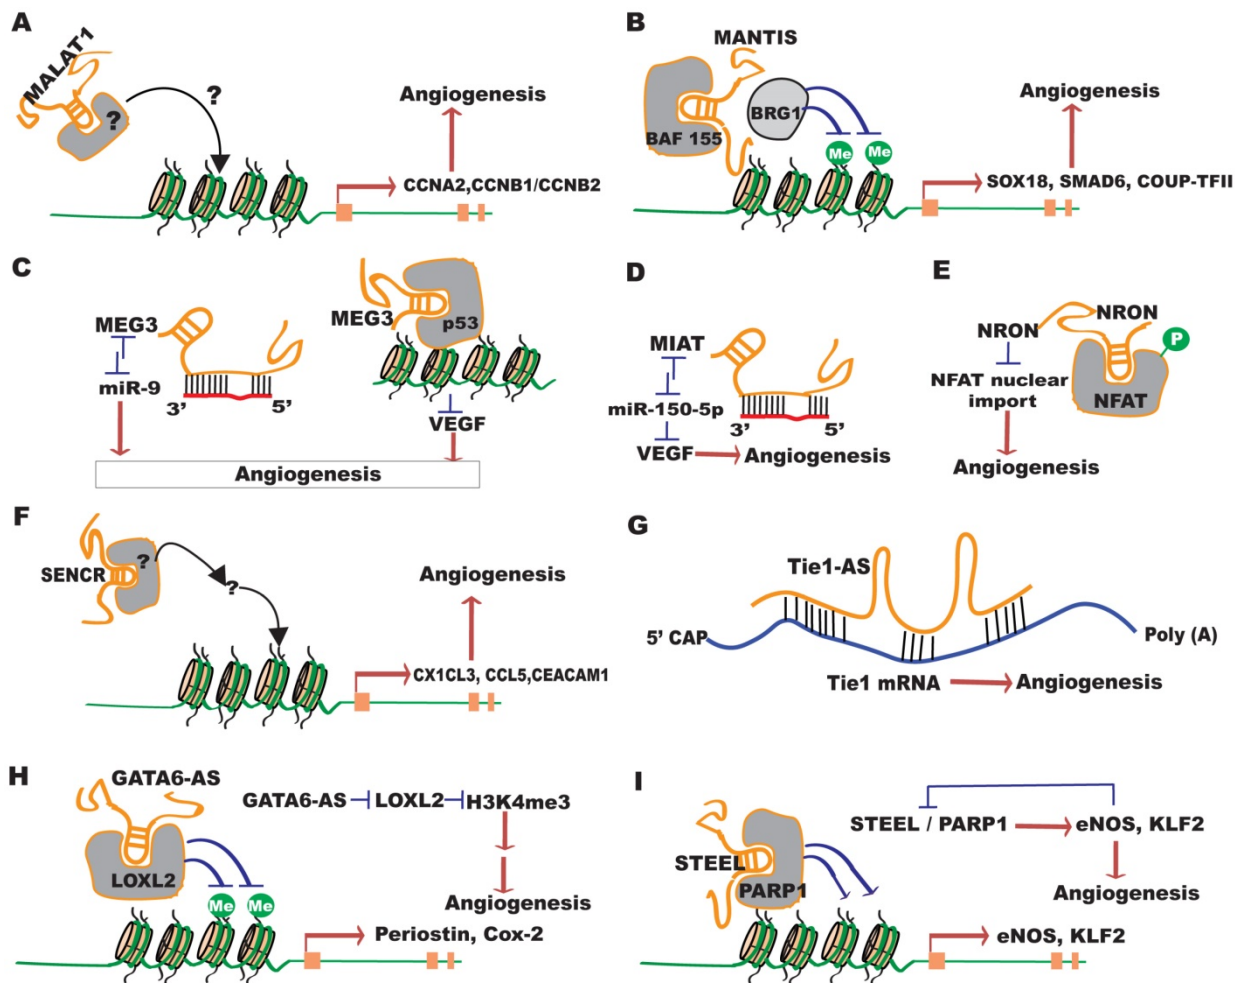 A
MALAT1
?
?
Angiogenesis
CCNA2,CCNB1/CCNB2
B
MANTIS
BAF 155
BRG1
Me
Me
Angiogenesis
SOX18, SMAD6, COUP-TFII
C
MEG3
miR-9
3’
5’
MEG3
p53
VEGF
Angiogenesis
D
MIAT
miR-150-5p
3’
5’
VEGF
Angiogenesis
E
NRON
NRON
P
NFAT nuclear
import
NFAT
Angiogenesis
F
SENCR
?
?
Angiogenesis
CX1CL3, CCL5,CEACAM1
G
Tie1-AS
5’ CAP
Poly (A)
Tie1 mRNA
Angiogenesis
H
GATA6-AS
LOXL2
Me
Me
GATA6-AS
LOXL2
H3K4me3
Angiogenesis
Periostin, Cox-2
I
STEEL
PARP1
STEEL / PARP1
eNOS, KLF2
Angiogenesis
eNOS, KLF2